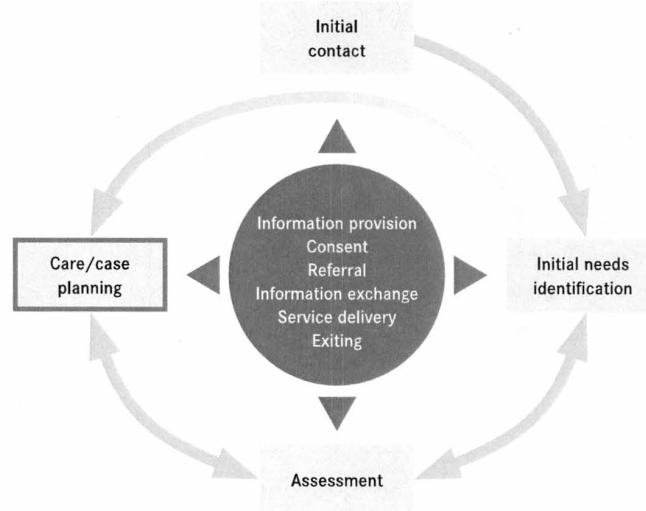 Initial
contact
Information provision
Consent
Referral
Information exchange
Service delivery
Exiting
Care/case
planning
Initial needs
identification
Assessment